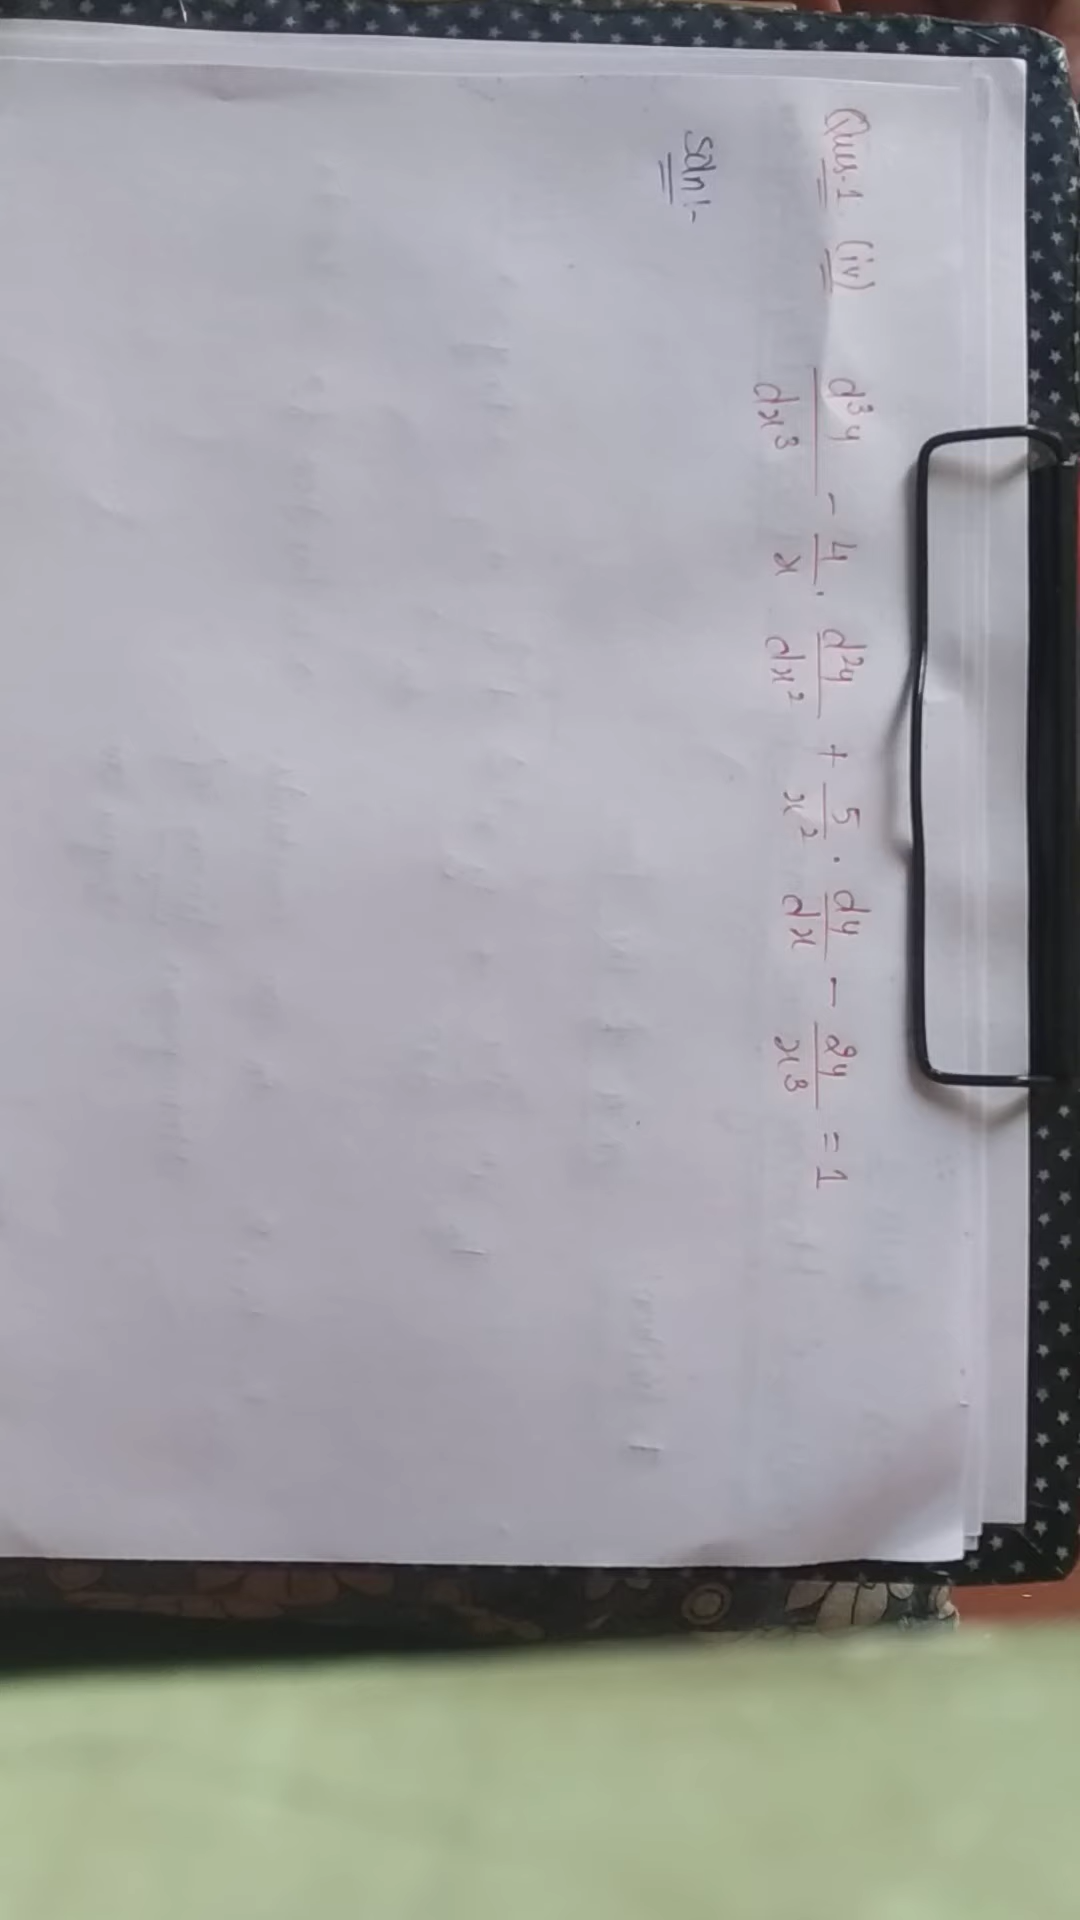 Ques-1. (iv) d³y/dx³ - 4/x · d²y/dx² + 5/x² · dy/dx - 2y/x³ = 1
Soln:-